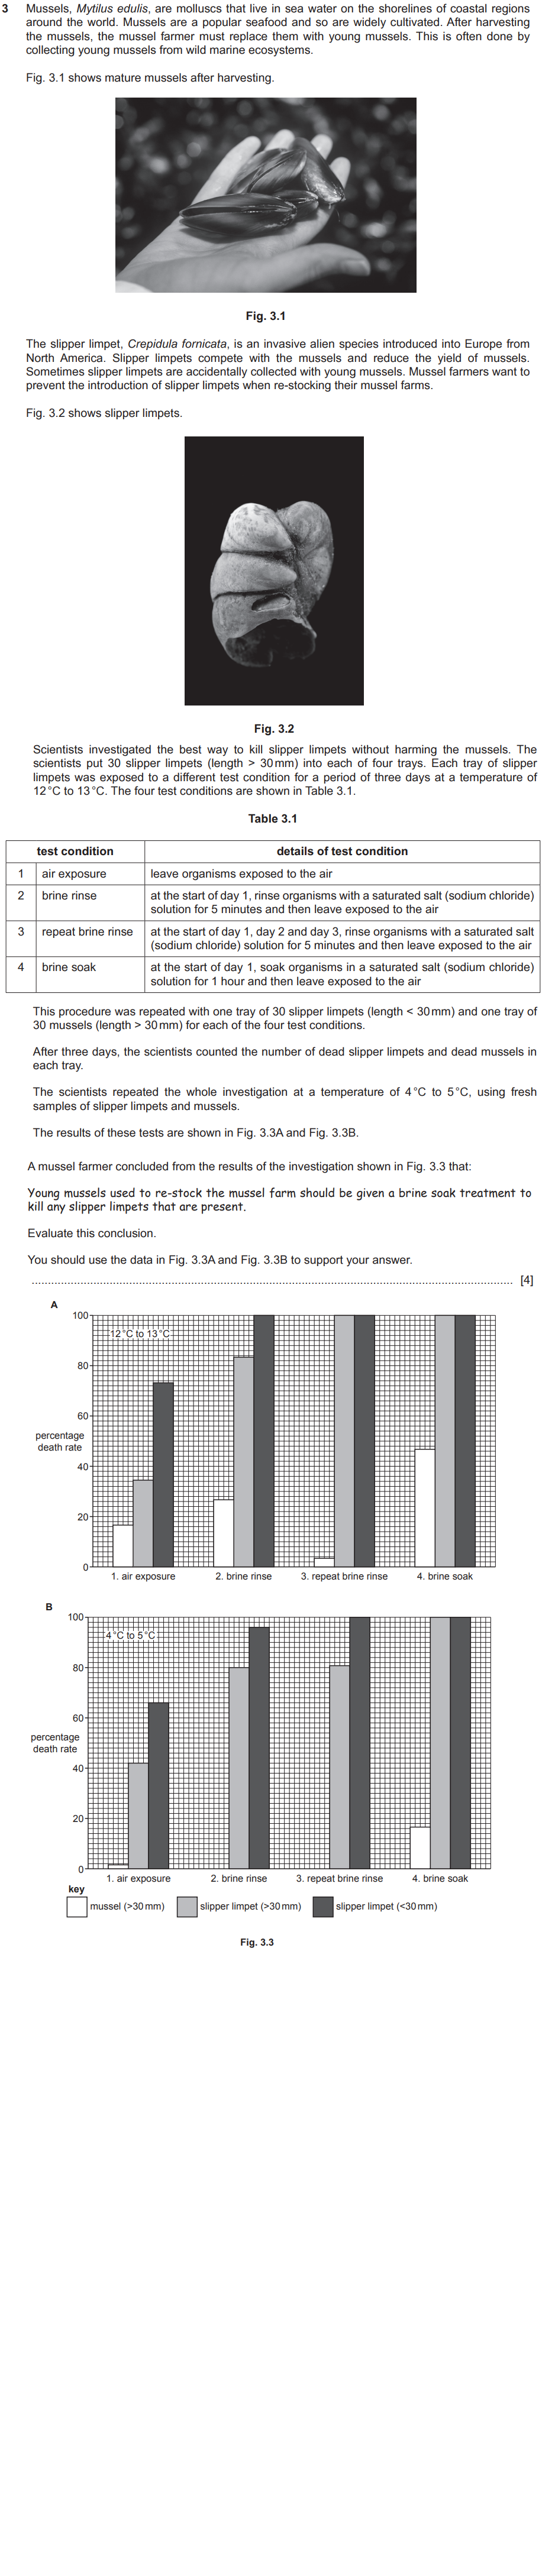 3 Mussels, Mytilus edulis, are molluscs that live in sea water on the shorelines of coastal regions
around the world. Mussels are a popular seafood and so are widely cultivated. After harvesting
the mussels, the mussel farmer must replace them with young mussels. This is often done by
collecting young mussels from wild marine ecosystems.
Fig. 3.1 shows mature mussels after harvesting.
Fig. 3.1
The slipper limpet, Crepidula fornicata, is an invasive alien species introduced into Europe from
North America. Slipper limpets compete with the mussels and reduce the yield of mussels.
Sometimes slipper limpets are accidentally collected with young mussels. Mussel farmers want to
prevent the introduction of slipper limpets when re-stocking their mussel farms.
Fig. 3.2 shows slipper limpets.
Fig. 3.2
Scientists investigated the best way to kill slipper limpets without harming the mussels. The
scientists put 30 slipper limpets (length > 30 mm) into each of four trays. Each tray of slipper
limpets was exposed to a different test condition for a period of three days at a temperature of
12 °C to 13 °C. The four test conditions are shown in Table 3.1.
Table 3.1
test condition details of test condition
1 air exposure leave organisms exposed to the air
2 brine rinse at the start of day 1, rinse organisms with a saturated salt (sodium chloride)
solution for 5 minutes and then leave exposed to the air
3 repeat brine rinse at the start of day 1, day 2 and day 3, rinse organisms with a saturated salt
(sodium chloride) solution for 5 minutes and then leave exposed to the air
4 brine soak at the start of day 1, soak organisms in a saturated salt (sodium chloride)
solution for 1 hour and then leave exposed to the air
This procedure was repeated with one tray of 30 slipper limpets (length < 30 mm) and one tray of
30 mussels (length > 30 mm) for each of the four test conditions.
After three days, the scientists counted the number of dead slipper limpets and dead mussels in
each tray.
The scientists repeated the whole investigation at a temperature of 4 °C to 5 °C, using fresh
samples of slipper limpets and mussels.
The results of these tests are shown in Fig. 3.3A and Fig. 3.3B.
A mussel farmer concluded from the results of the investigation shown in Fig. 3.3 that:
Young mussels used to re-stock the mussel farm should be given a brine soak treatment to
kill any slipper limpets that are present.
Evaluate this conclusion.
You should use the data in Fig. 3.3A and Fig. 3.3B to support your answer.
[4]
A
100
12 °C to 13 °C
80
60
percentage
death rate
40
20
0
1. air exposure 2. brine rinse 3. repeat brine rinse 4. brine soak
B
100
4 °C to 5 °C
80
60
percentage
death rate
40
20
0
1. air exposure 2. brine rinse 3. repeat brine rinse 4. brine soak
key
mussel (>30 mm) slipper limpet (>30 mm) slipper limpet (<30 mm)
Fig. 3.3